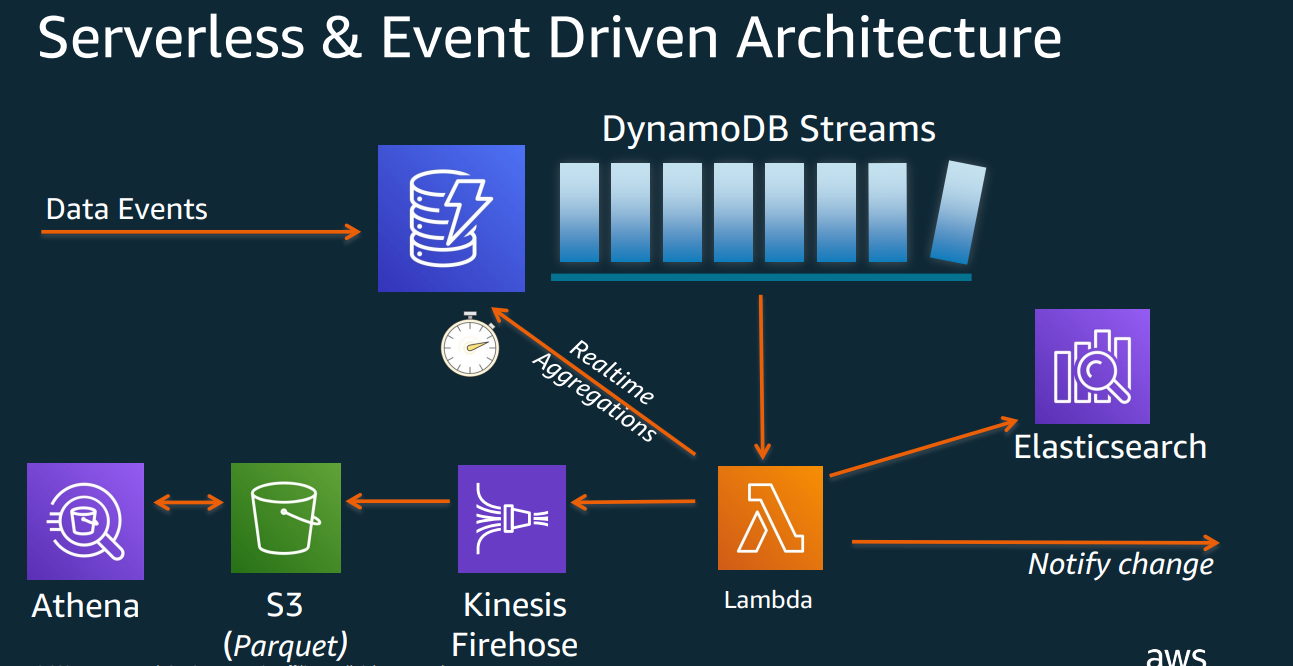 Serverless & Event Driven Architecture
DynamoDB Streams
Data Events
Realtime
Aggregations
Elasticsearch
Notify change
Athena
S3
(Parquet)
Kinesis
Firehose
Lambda
aws